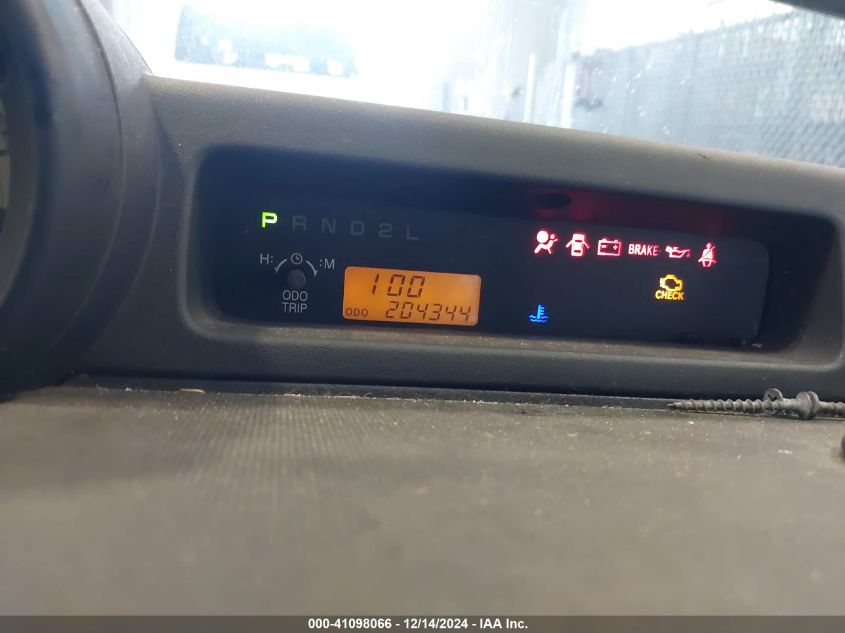 P R N D 2 L
H: :M
ODO
TRIP
100
ODO 204344
BRAKE
CHECK
000-41098066 - 12/14/2024 - IAA Inc.